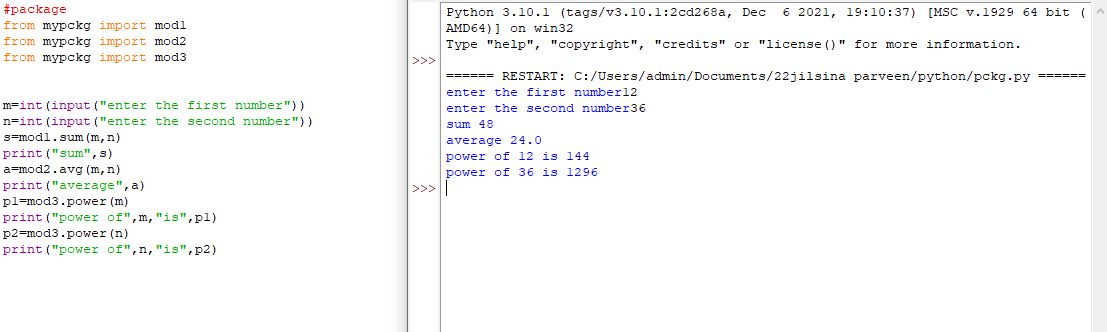 #package
from mypckg import mod1
from mypckg import mod2
from mypckg import mod3
m=int(input("enter the first number"))
n=int(input("enter the second number"))
s=mod1.sum(m,n)
print("sum",s)
a=mod2.avg(m,n)
print("average",a)
p1=mod3.power(m)
print("power of",m,"is",p1)
p2=mod3.power(n)
print("power of",n,"is",p2)
Python 3.10.1 (tags/v3.10.1:2cd268a, Dec  6 2021, 19:10:37) [MSC v.1929 64 bit (
AMD64)] on win32
Type "help", "copyright", "credits" or "license()" for more information.
>>>
====== RESTART: C:/Users/admin/Documents/22jilsina parveen/python/pckg.py ======
enter the first number12
enter the second number36
sum 48
average 24.0
power of 12 is 144
power of 36 is 1296
>>>